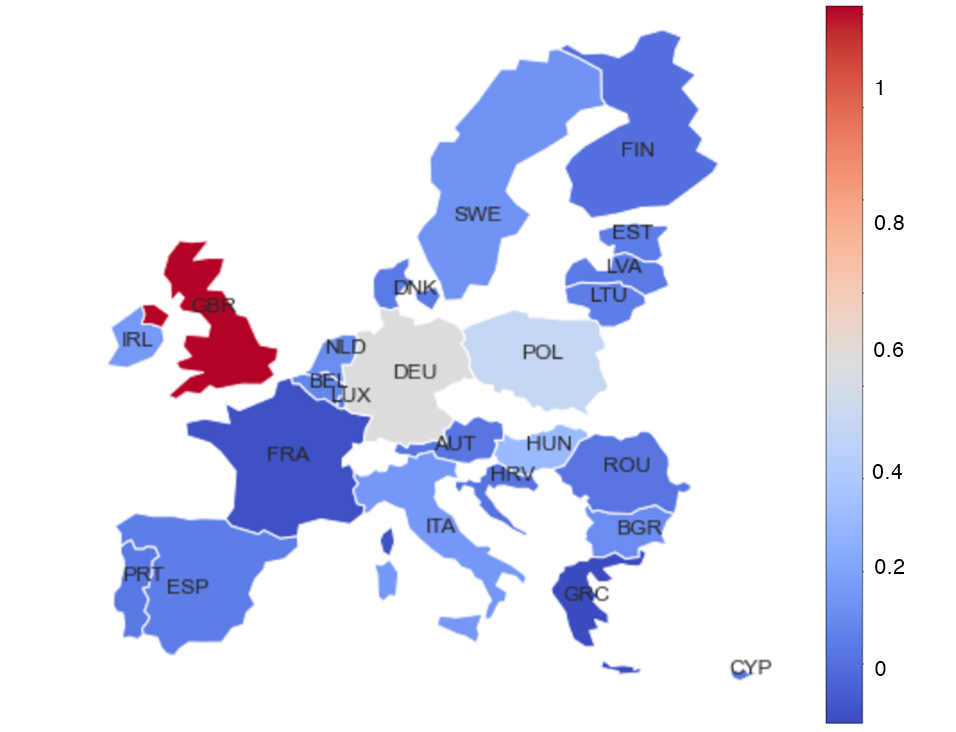 FIN
SWE
EST
LVA
LTU
DNK
GBR
IRL
NLD
POL
BEL
DEU
LUX
AUT
HUN
FRA
ROU
HRV
ITA
BGR
PRT
ESP
GRC
CYP
1
0.8
0.6
0.4
0.2
0